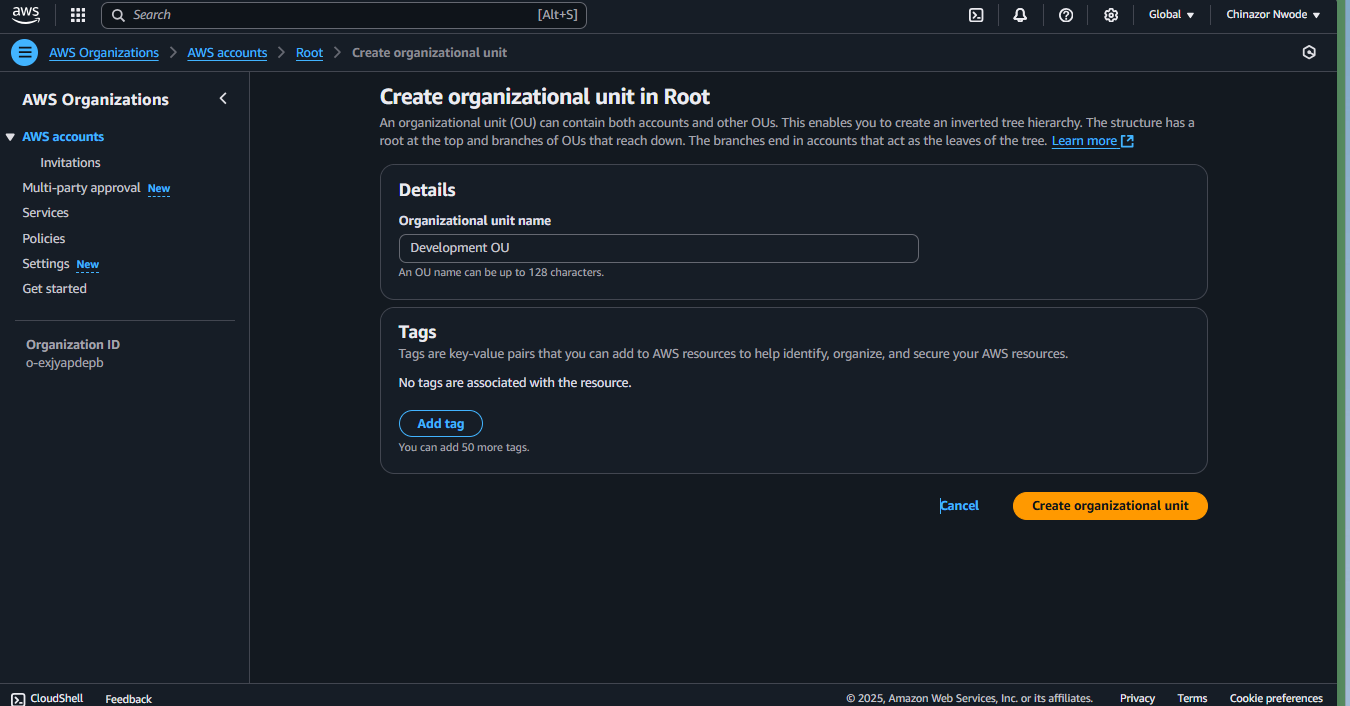 aws
Search [Alt+S]
Global
Chinazor Nwode
AWS Organizations
AWS accounts
Root
Create organizational unit
AWS Organizations
AWS accounts
Invitations
Multi-party approval New
Services
Policies
Settings New
Get started
Organization ID
o-exjyapdepb
Create organizational unit in Root
An organizational unit (OU) can contain both accounts and other OUs. This enables you to create an inverted tree hierarchy. The structure has a
root at the top and branches of OUs that reach down. The branches end in accounts that act as the leaves of the tree. Learn more
Details
Organizational unit name
Development OU
An OU name can be up to 128 characters.
Tags
Tags are key-value pairs that you can add to AWS resources to help identify, organize, and secure your AWS resources.
No tags are associated with the resource.
Add tag
You can add 50 more tags.
Cancel
Create organizational unit
CloudShell
Feedback
© 2025, Amazon Web Services, Inc. or its affiliates.
Privacy
Terms
Cookie preferences